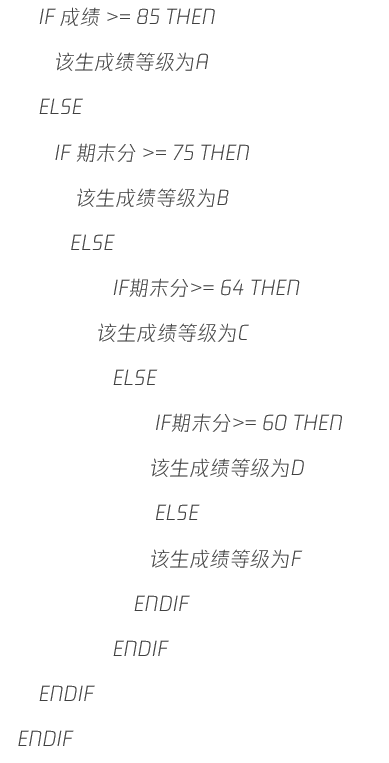 IF 成绩 >= 85 THEN
该生成绩等级为A
ELSE
IF 期末分 >= 75 THEN
该生成绩等级为B
ELSE
IF期末分>= 64 THEN
该生成绩等级为C
ELSE
IF期末分>= 60 THEN
该生成绩等级为D
ELSE
该生成绩等级为F
ENDIF
ENDIF
ENDIF
ENDIF